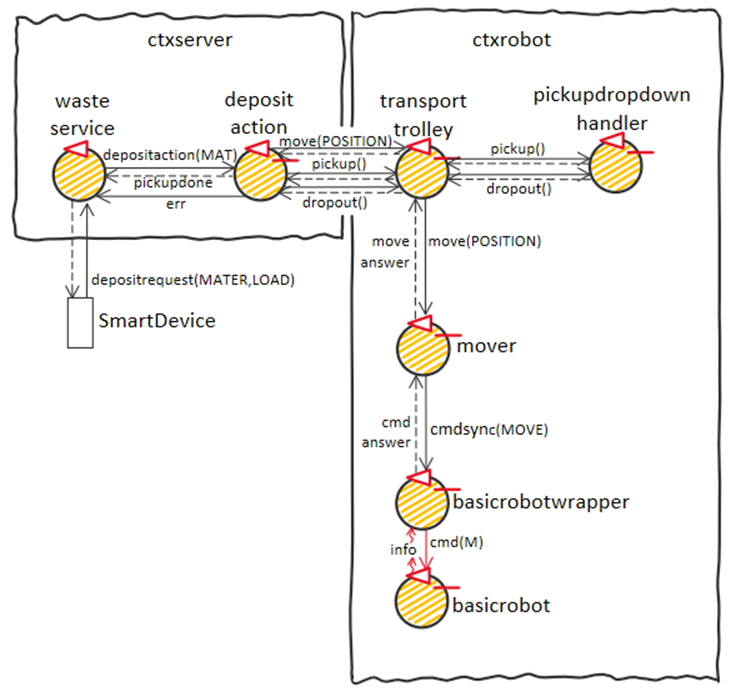 ctxserver
ctxrobot
waste
service
deposit
action
transport
trolley
pickupdropdown
handler
depositaction(MAT)
pickupdone
err
move(POSITION)
pickup()
dropout()
pickup()
dropout()
depositrequest(MATER,LOAD)
SmartDevice
move
answer
move(POSITION)
mover
cmd
answer
cmdsync(MOVE)
basicrobotwrapper
info
cmd(M)
basicrobot